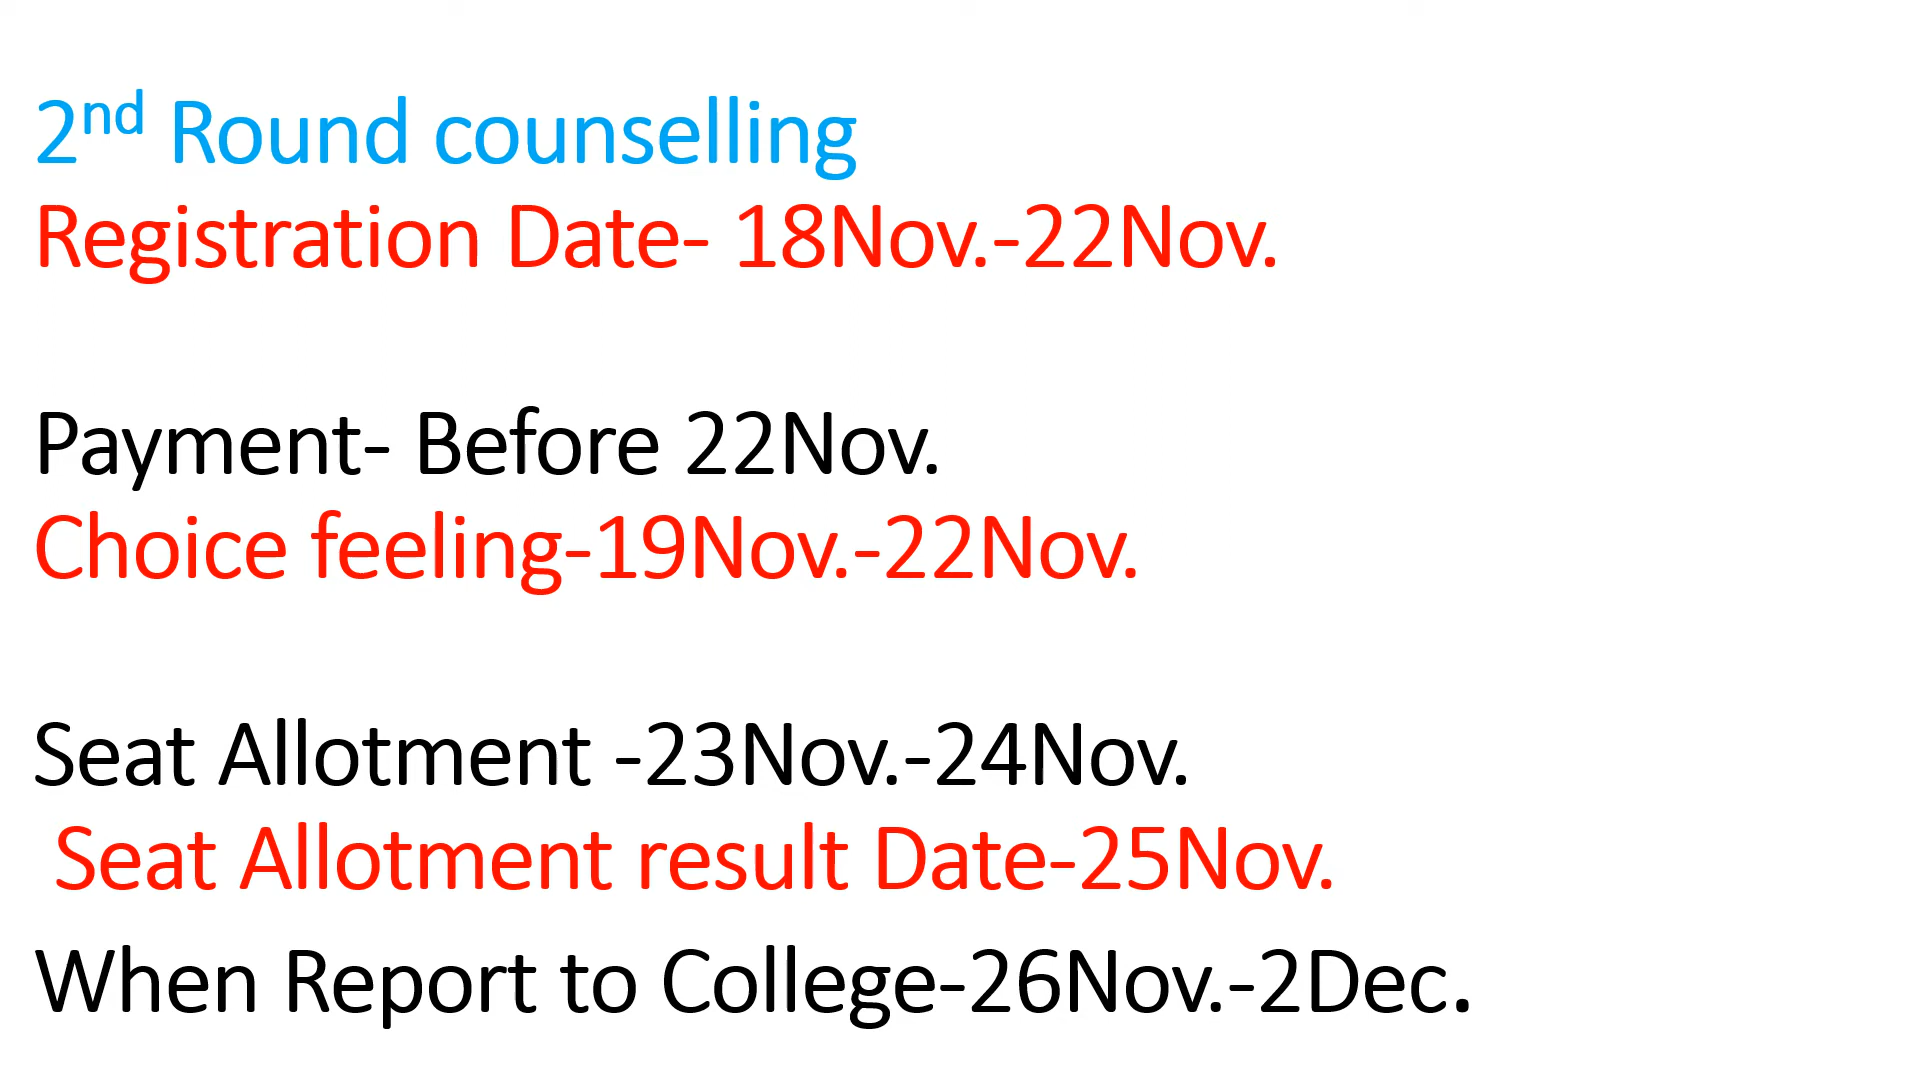 2nd Round counselling
Registration Date- 18Nov.-22Nov.
Payment- Before 22Nov.
Choice feeling-19Nov.-22Nov.
Seat Allotment -23Nov.-24Nov.
Seat Allotment result Date-25Nov.
When Report to College-26Nov.-2Dec.